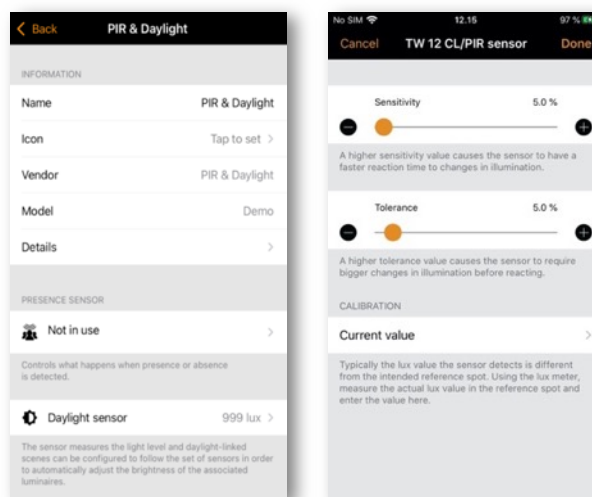 Back PIR & Daylight
INFORMATION
Name PIR & Daylight
Icon Tap to set
Vendor PIR & Daylight
Model Demo
Details
PRESENCE SENSOR
Not in use
Controls what happens when presence or absence
is detected.
Daylight sensor 999 lux
The sensor measures the light level and daylight-linked
scenes can be configured to follow the set of sensors in order
to automatically adjust the brightness of the associated
luminaires.
No SIM 12.15 97 %
Cancel TW 12 CL/PIR sensor Done
Sensitivity 5.0 %
A higher sensitivity value causes the sensor to have a
faster reaction time to changes in illumination.
Tolerance 5.0 %
A higher tolerance value causes the sensor to require
bigger changes in illumination before reacting.
CALIBRATION
Current value
Typically the lux value the sensor detects is different
from the intended reference spot. Using the lux meter,
measure the actual lux value in the reference spot and
enter the value here.